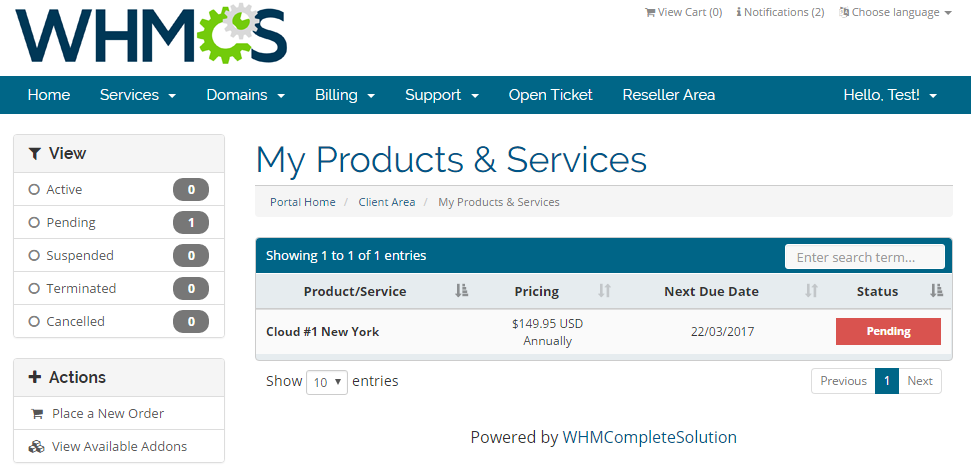 WHMCS
View Cart (0) Notifications (2) Choose language
Home Services Domains Billing Support Open Ticket Reseller Area Hello, Test!
View
Active 0
Pending 1
Suspended 0
Terminated 0
Cancelled 0
Actions
Place a New Order
View Available Addons
My Products & Services
Portal Home / Client Area / My Products & Services
Showing 1 to 1 of 1 entries Enter search term...
Product/Service Pricing Next Due Date Status
Cloud #1 New York $149.95 USD 22/03/2017 Pending
Annually
Show 10 entries Previous 1 Next
Powered by WHMCompleteSolution